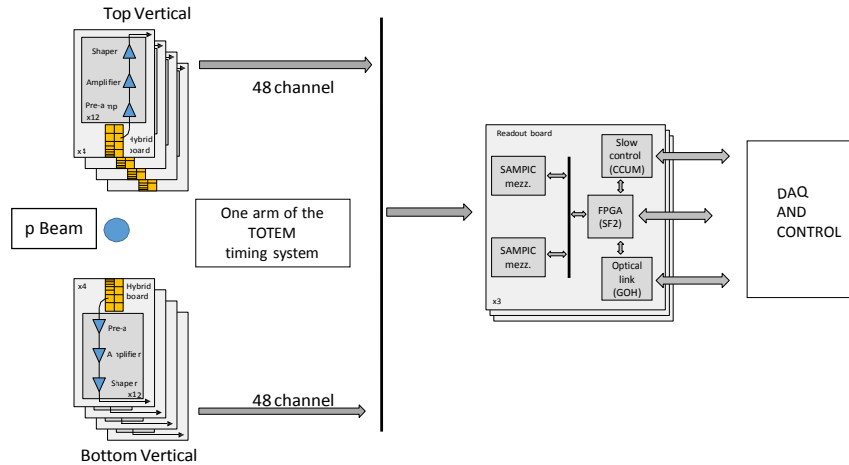 Top Vertical
Shaper
Amplifier
Pre-amp
x12
Hybrid
board
48 channel
p Beam
One arm of the
TOTEM
timing system
x4
Hybrid
board
Pre-a
Amplifier
Shaper
x12
48 channel
Bottom Vertical
Readout board
SAMPIC
mezz.
SAMPIC
mezz.
Slow
control
(CCUM)
FPGA
(SF2)
Optical
link
(GOH)
x3
DAQ
AND
CONTROL